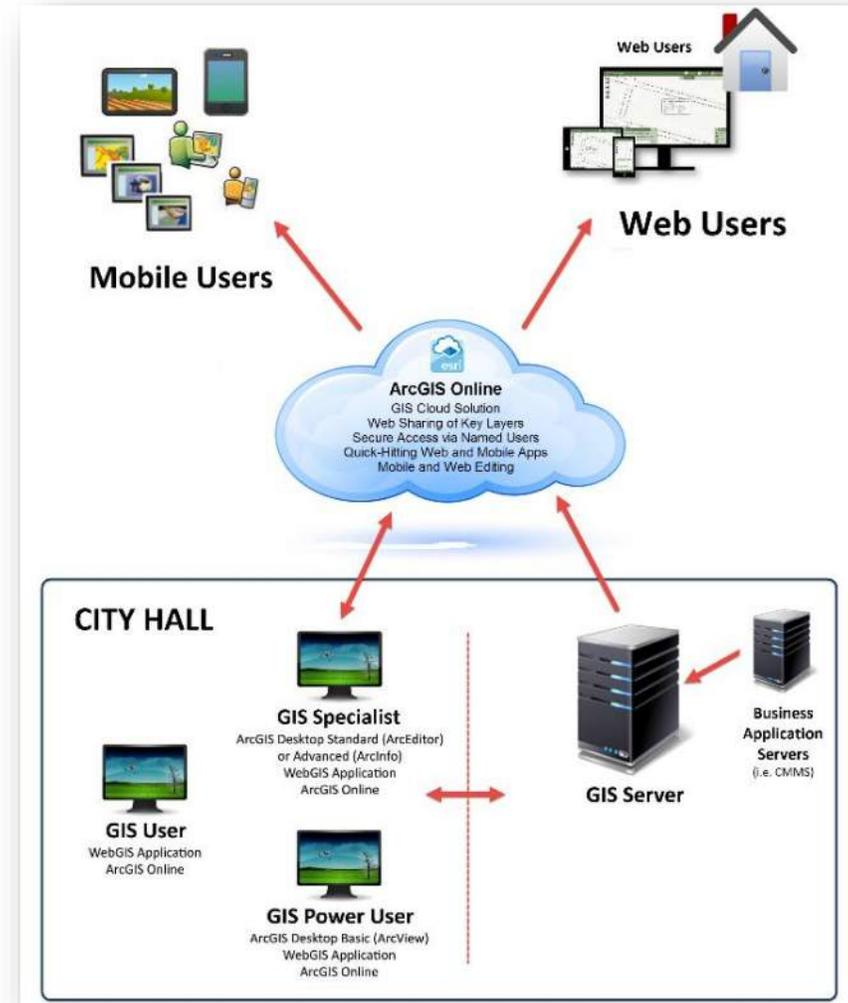 Web Users
Mobile Users
Web Users
esri
ArcGIS Online
GIS Cloud Solution
Web Sharing of Key Layers
Secure Access via Named Users
Quick-Hitting Web and Mobile Apps
Mobile and Web Editing
CITY HALL
GIS Specialist
ArcGIS Desktop Standard (ArcEditor)
or Advanced (ArcInfo)
WebGIS Application
ArcGIS Online
GIS User
WebGIS Application
ArcGIS Online
GIS Power User
ArcGIS Desktop Basic (ArcView)
WebGIS Application
ArcGIS Online
GIS Server
Business
Application
Servers
(i.e. CMMS)